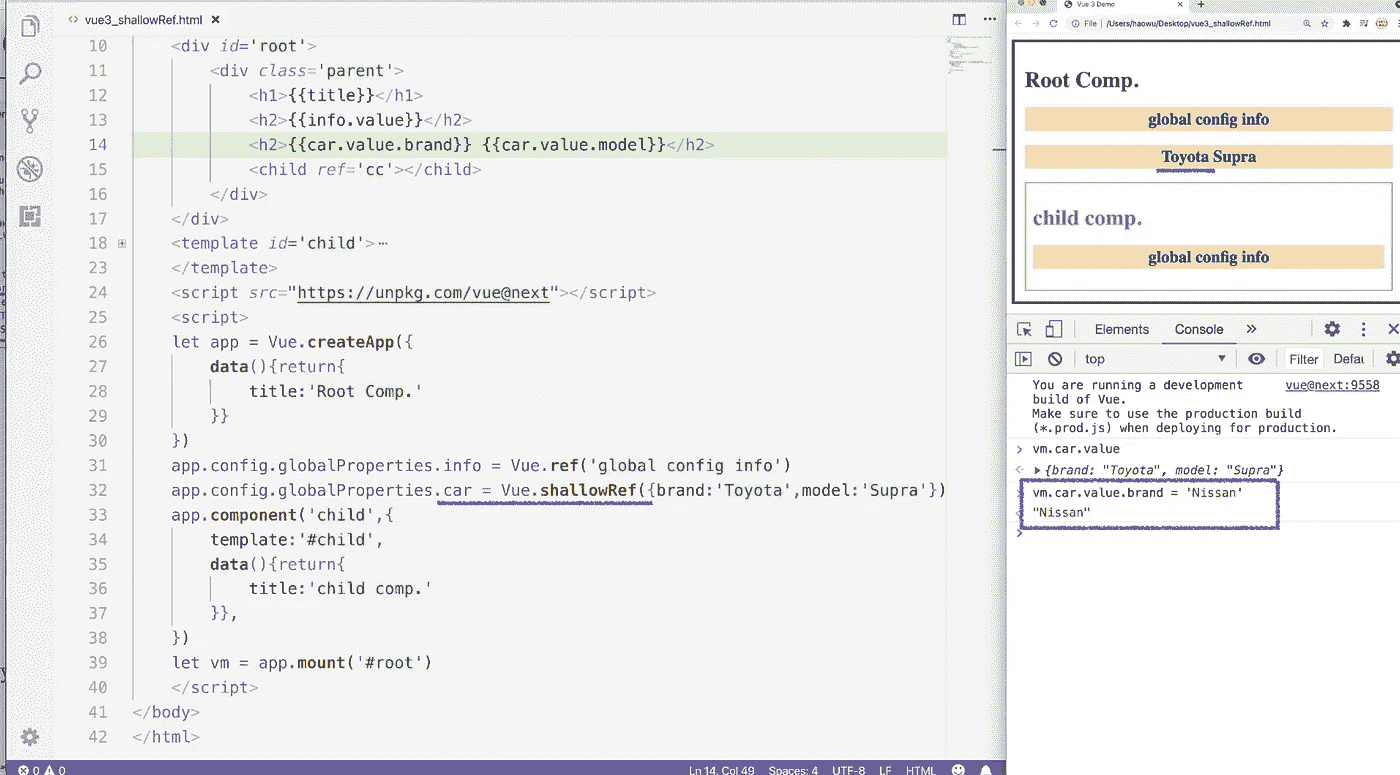 vue3_shallowRef.html
10 <div id='root'>
11 <div class='parent'>
12 <h1>{{title}}</h1>
13 <h2>{{info.value}}</h2>
14 <h2>{{car.value.brand}} {{car.value.model}}</h2>
15 <child ref='cc'></child>
16 </div>
17 </div>
18 <template id='child'>⋯
23 </template>
24 <script src="https://unpkg.com/vue@next"></script>
25 <script>
26 let app = Vue.createApp({
27 data(){return{
28 title:'Root Comp.'
29 }}
30 })
31 app.config.globalProperties.info = Vue.ref('global config info')
32 app.config.globalProperties.car = Vue.shallowRef({brand:'Toyota',model:'Supra'})
33 app.component('child',{
34 template:'#child',
35 data(){return{
36 title:'child comp.'
37 }},
38 })
39 let vm = app.mount('#root')
40 </script>
41 </body>
42 </html>
0 0
Ln 14, Col 49 Spaces: 4 UTF-8 LF HTML
Vue 3 Demo
File | /Users/haowu/Desktop/vue3_shallowRef.html
Root Comp.
global config info
Toyota Supra
child comp.
global config info
Elements Console »
top Filter Defau
You are running a development vue@next:9558
build of Vue.
Make sure to use the production build
(*.prod.js) when deploying for production.
> vm.car.value
{brand: "Toyota", model: "Supra"}
vm.car.value.brand = 'Nissan'
"Nissan"
>